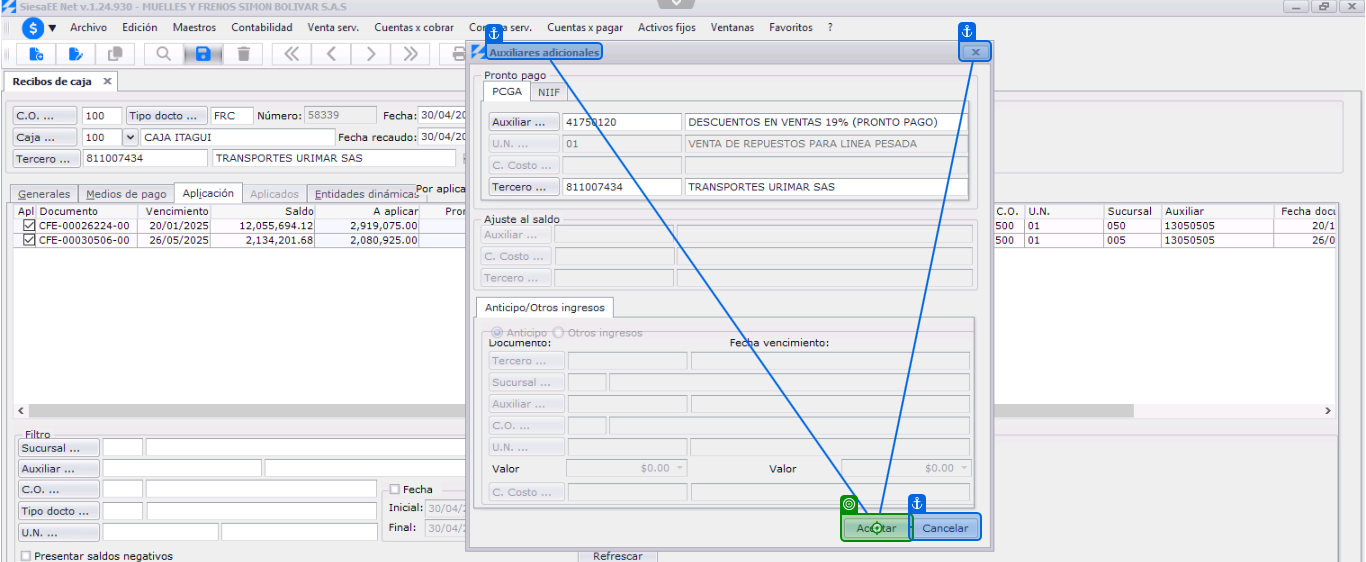 SiesaEE Net v.1.24.930 - MUELLES Y FRENOS SIMON BOLIVAR S.A.S
Archivo Edición Maestros Contabilidad Venta serv. Cuentas x cobrar serv. Cuentas x pagar Activos fijos Ventanas Favoritos ?
Recibos de caja X
C.O. ... 100 Tipo docto ... FRC Número: 58339 Fecha: 30/04/20
Caja ... 100 CAJA ITAGUI Fecha recaudo: 30/04/20
Tercero ... 811007434 TRANSPORTES URIMAR SAS
Generales Medios de pago Aplicación Aplicados Entidades dinámicas Por aplica
Apl Documento Vencimiento Saldo A aplicar Pron
CFE-00026224-00 20/01/2025 12,055,694.12 2,919,075.00
CFE-00030506-00 26/05/2025 2,134,201.68 2,080,925.00
C.O. U.N. Sucursal Auxiliar Fecha docu
500 01 050 13050505 20/1
500 01 005 13050505 26/0
Filtro
Sucursal ...
Auxiliar ...
C.O. ...
Tipo docto ...
U.N. ...
Fecha
Inicial: 30/04/2
Final: 30/04/2
Presentar saldos negativos
Refrescar
Auxiliares adicionales
Pronto pago
PCGA NIIF
Auxiliar ... 41750120 DESCUENTOS EN VENTAS 19% (PRONTO PAGO)
U.N. ... 01 VENTA DE REPUESTOS PARA LINEA PESADA
C. Costo ...
Tercero ... 811007434 TRANSPORTES URIMAR SAS
Ajuste al saldo
Auxiliar ...
C. Costo ...
Tercero ...
Anticipo/Otros ingresos
Anticipo Otros ingresos
Documento: Fecha vencimiento:
Tercero ...
Sucursal ...
Auxiliar ...
C.O. ...
U.N. ...
Valor $0.00 Valor $0.00
C. Costo ...
Aceptar Cancelar